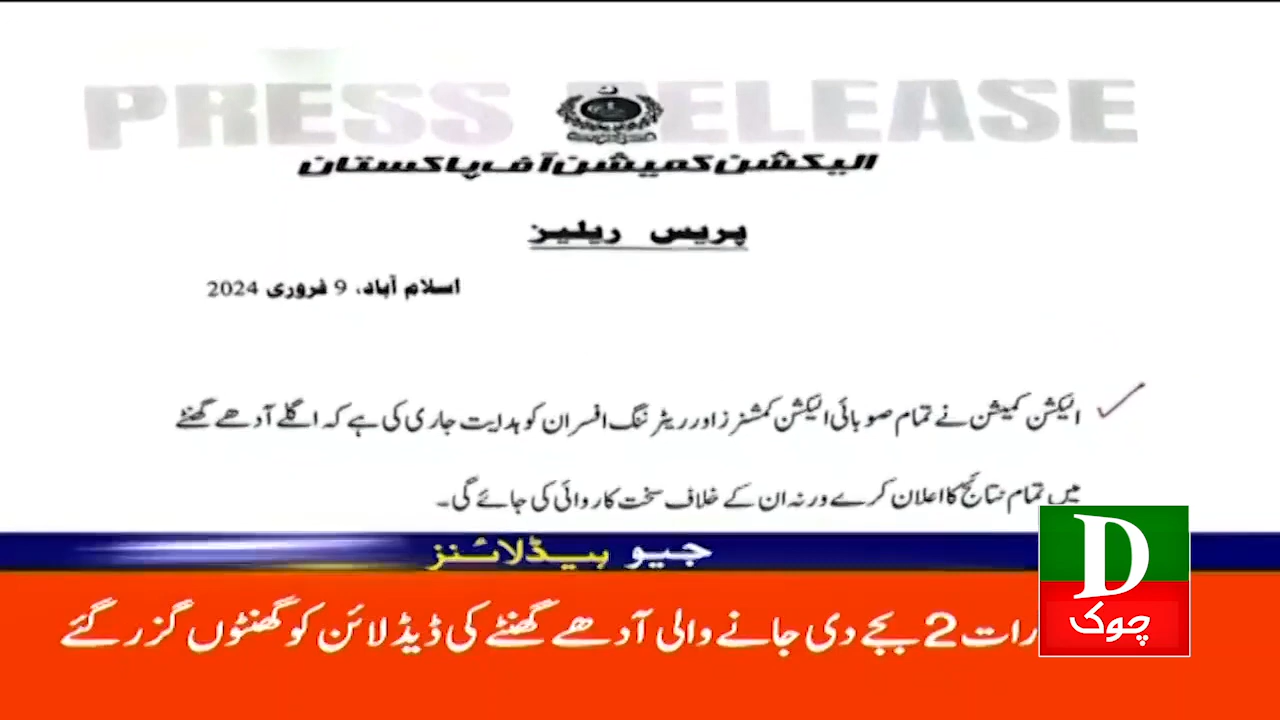 PRESS RELEASE
الیکشن کمیشن آف پاکستان
پریس ریلیز
اسلام آباد، 9 فروری 2024
الیکشن کمیشن نے تمام صوبائی الیکشن کمشنرز اور ریٹرننگ افسران کو ہدایت جاری کی ہے کہ اگلے آدھے گھنٹے
میں تمام نتائج کا اعلان کرے ورنہ ان کے خلاف سخت کاروائی کی جائے گی۔
جیو ہیڈلائنز
رات 2 بجے دی جانے والی آدھے گھنٹے کی ڈیڈ لائن کو گھنٹوں گزر گئے
D
چوک